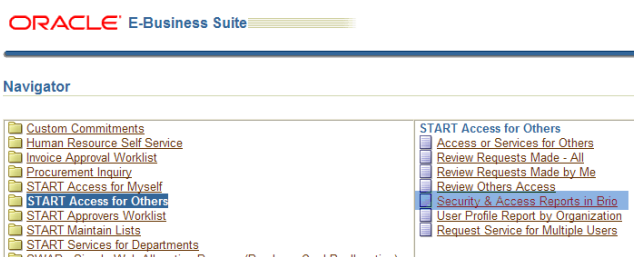 ORACLE E-Business Suite
Navigator
Custom Commitments
Human Resource Self Service
Invoice Approval Worklist
Procurement Inquiry
START Access for Myself
START Access for Others
START Approvers Worklist
START Maintain Lists
START Services for Departments
START Access for Others
Access or Services for Others
Review Requests Made - All
Review Requests Made by Me
Review Others Access
Security & Access Reports in Brio
User Profile Report by Organization
Request Service for Multiple Users